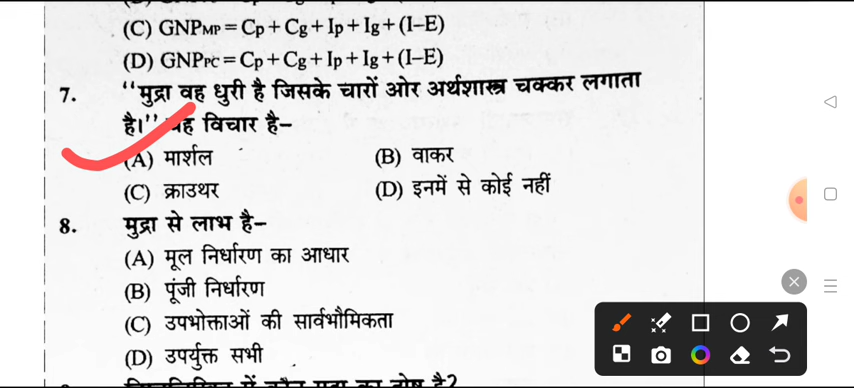 (C) GNPMP = Cp + Cg + Ip + Ig + (I–E)
(D) GNPPC = Cp + Cg + Ip + Ig + (I–E)
7. “मुद्रा वह धुरी है जिसके चारों ओर अर्थशास्त्र चक्कर लगाता
है।” यह विचार है–
(A) मार्शल (B) वाकर
(C) क्राउथर (D) इनमें से कोई नहीं
8. मुद्रा से लाभ है–
(A) मूल निर्धारण का आधार
(B) पूंजी निर्धारण
(C) उपभोक्ताओं की सार्वभौमिकता
(D) उपर्युक्त सभी
में कौन मुद्रा का दोष है?